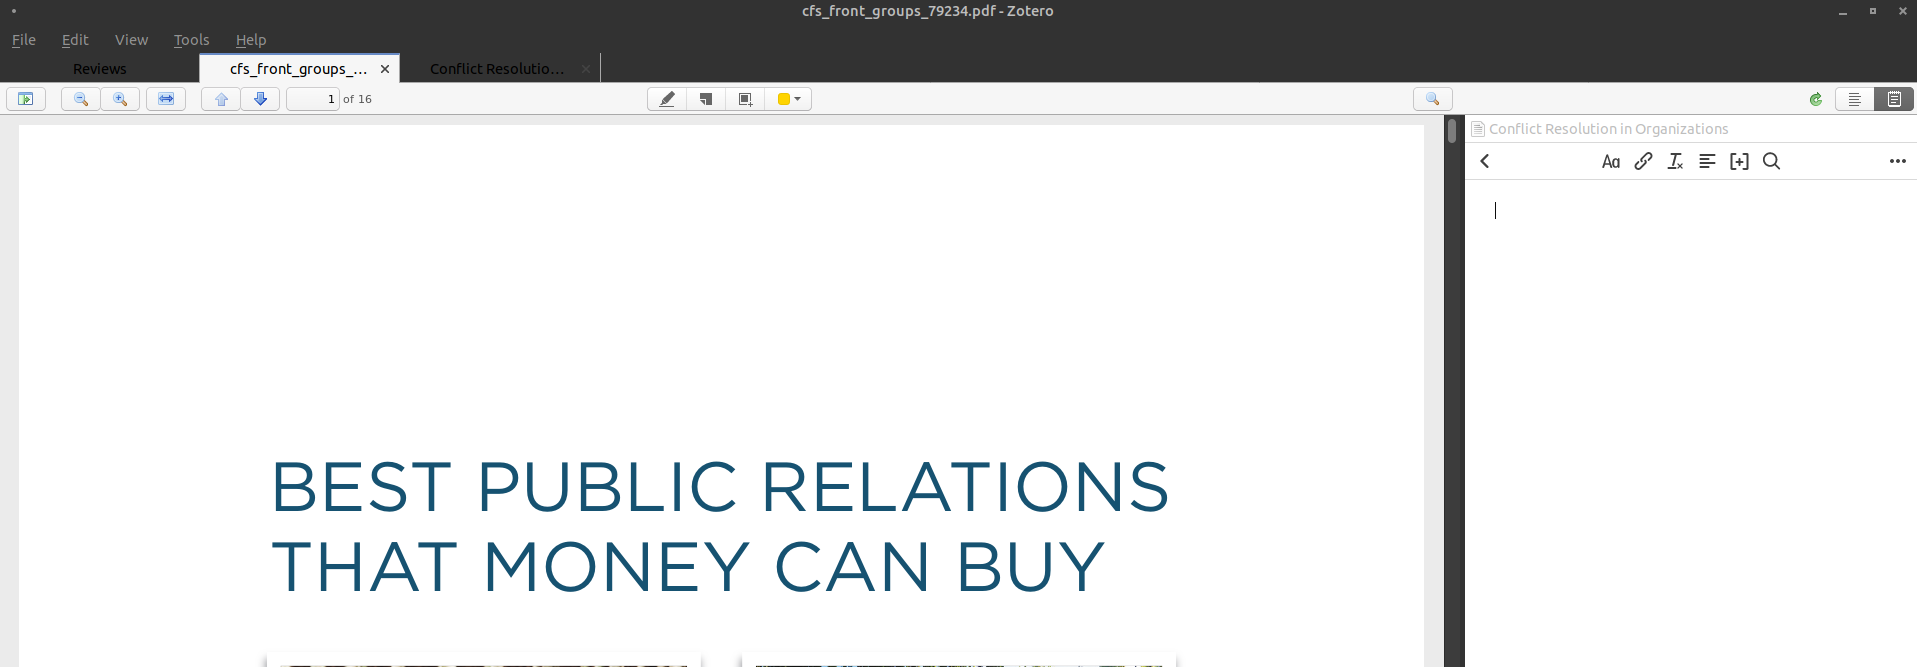 cfs_front_groups_79234.pdf - Zotero
File Edit View Tools Help
Reviews
cfs_front_groups_...
Conflict Resolutio...
1 of 16
Conflict Resolution in Organizations
Aa
BEST PUBLIC RELATIONS
THAT MONEY CAN BUY